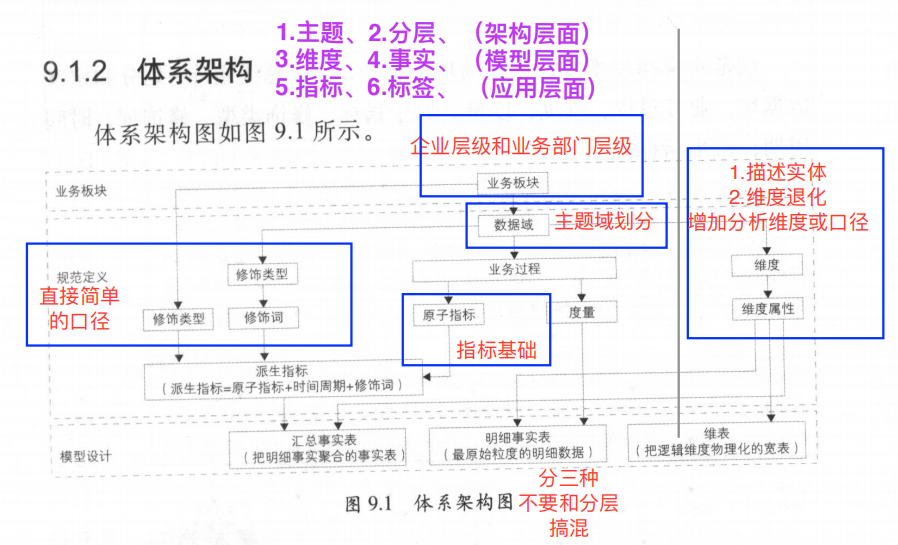 1.主题、2.分层、（架构层面）
3.维度、4.事实、（模型层面）
5.指标、6.标签、（应用层面）
9.1.2 体系架构
体系架构图如图 9.1 所示。
企业层级和业务部门层级
业务板块
业务板块
1.描述实体
2.维度退化
增加分析维度或口径
数据域
主题域划分
规范定义
直接简单
的口径
修饰类型
业务过程
维度
修饰类型
修饰词
原子指标
度量
维度属性
指标基础
派生指标
（派生指标=原子指标+时间周期+修饰词）
模型设计
汇总事实表
（把明细事实聚合的事实表）
明细事实表
（最原始粒度的明细数据）
维表
（把逻辑维度物理化的宽表）
图 9.1 体系架构图
分三种
不要和分层
搞混